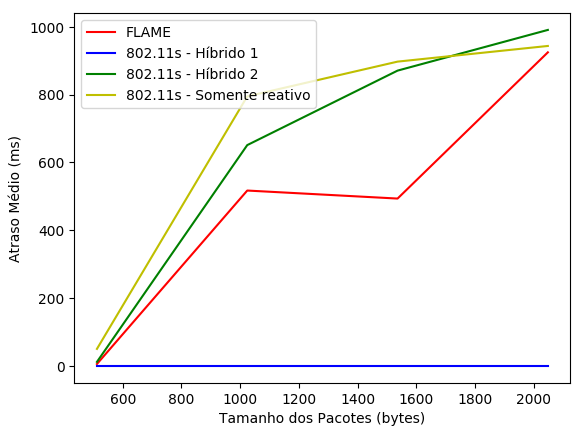 FLAME
802.11s - Híbrido 1
802.11s - Híbrido 2
802.11s - Somente reativo
Atraso Médio (ms)
1000
800
600
400
200
0
600 800 1000 1200 1400 1600 1800 2000
Tamanho dos Pacotes (bytes)